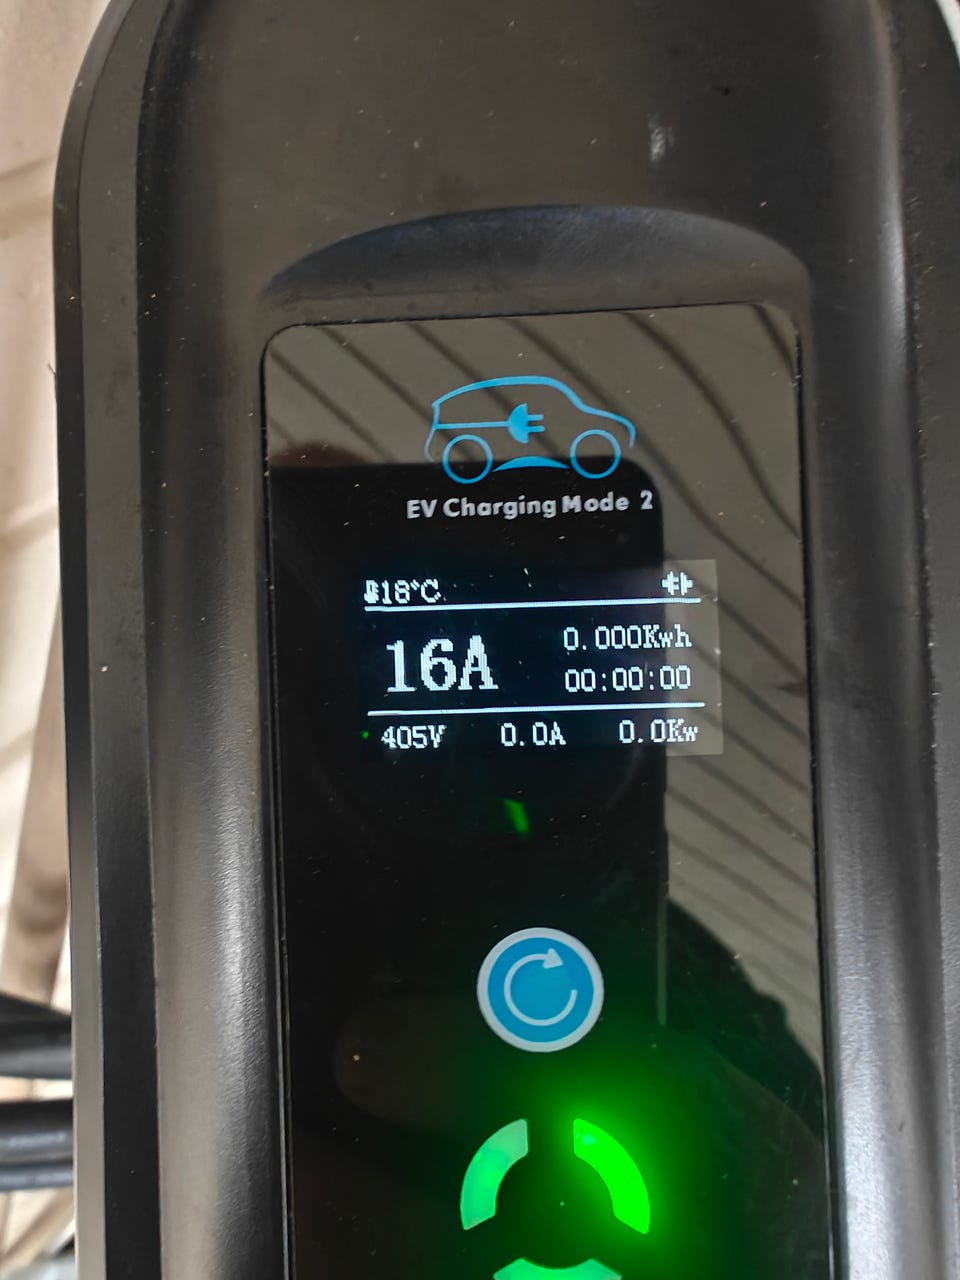 EV Charging Mode 2
18°C
16A
0.000Kwh
00:00:00
405V 0.0A 0.0Kw